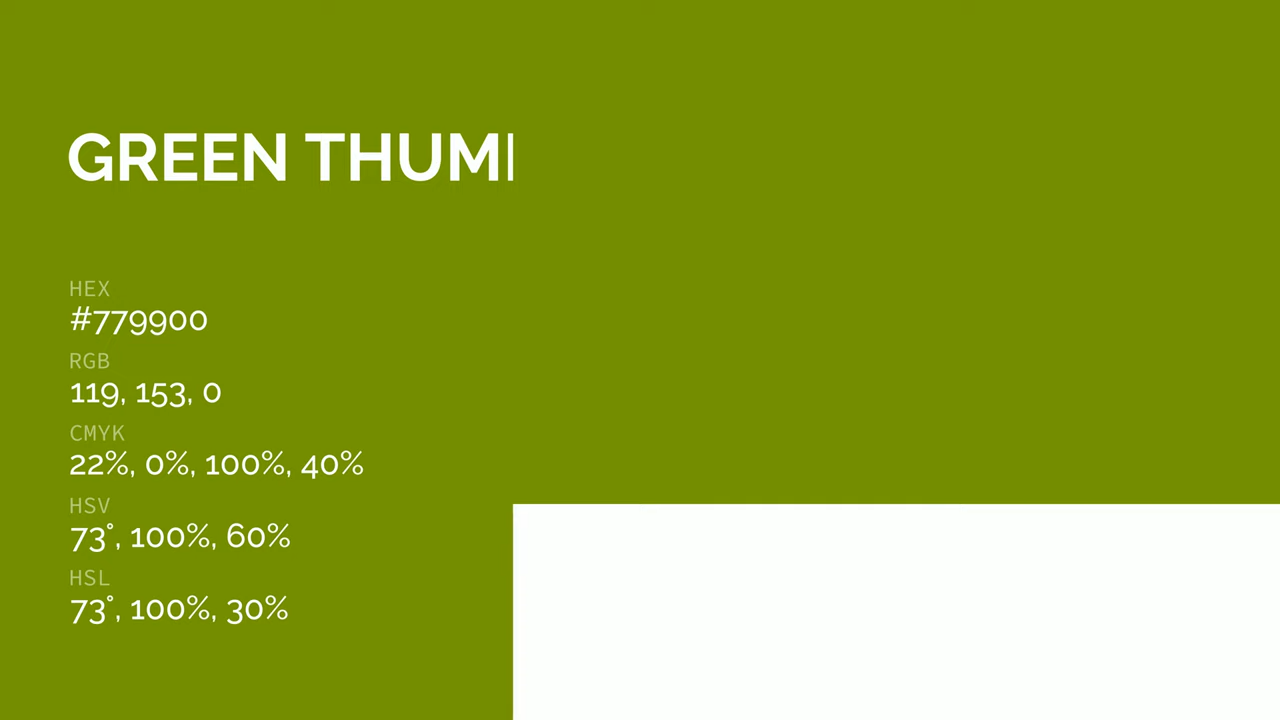 GREEN THUM
HEX
#779900
RGB
119, 153, 0
CMYK
22%, 0%, 100%, 40%
HSV
73°, 100%, 60%
HSL
73°, 100%, 30%